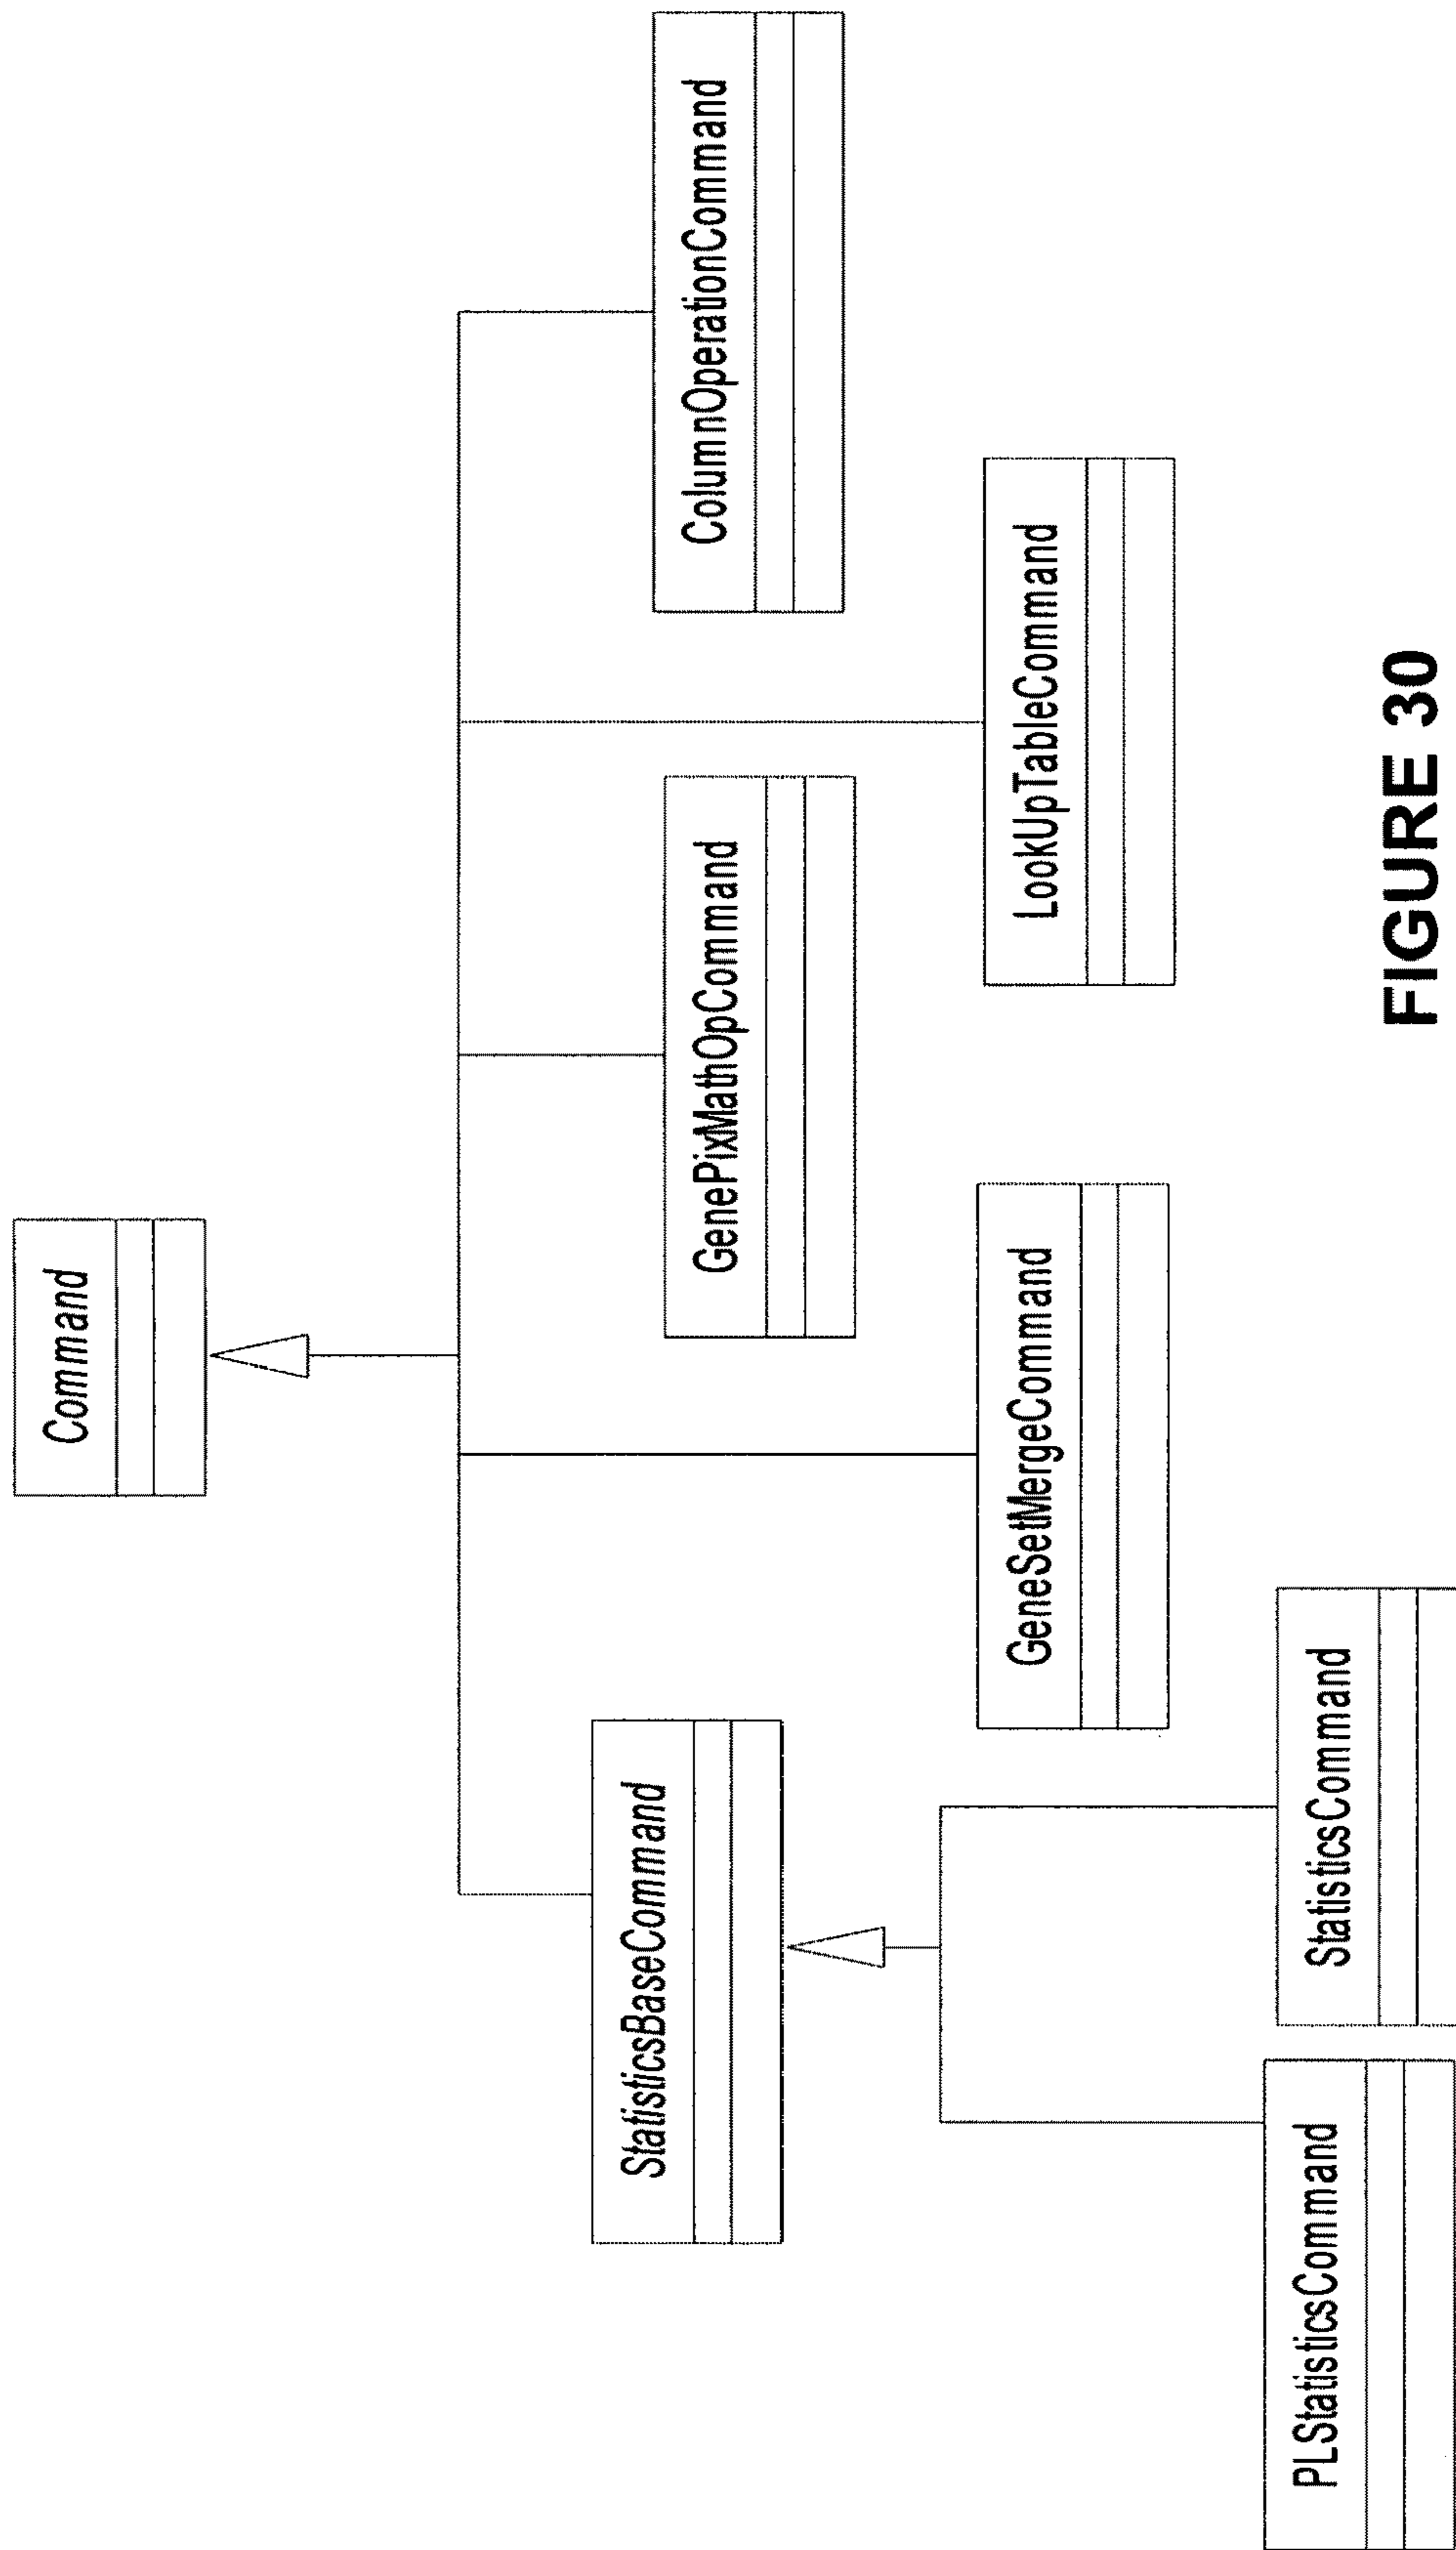 Command
StatisticsBaseCommand
GenePixMathOpCommand
ColumnOperationCommand
GeneSetMergeCommand
LookUpTableCommand
PLStatisticsCommand
StatisticsCommand
FIGURE 30